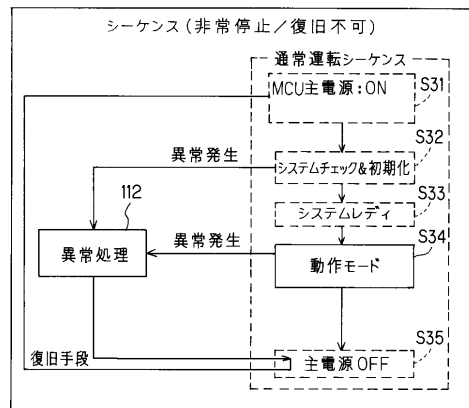 シーケンス(非常停止/復旧不可)
通常運転シーケンス
MCU主電源:ON
S31
S32
異常発生
システムチェック&初期化
S33
112
システムレディ
S34
異常発生
異常処理
動作モード
S35
復旧手段
主電源OFF